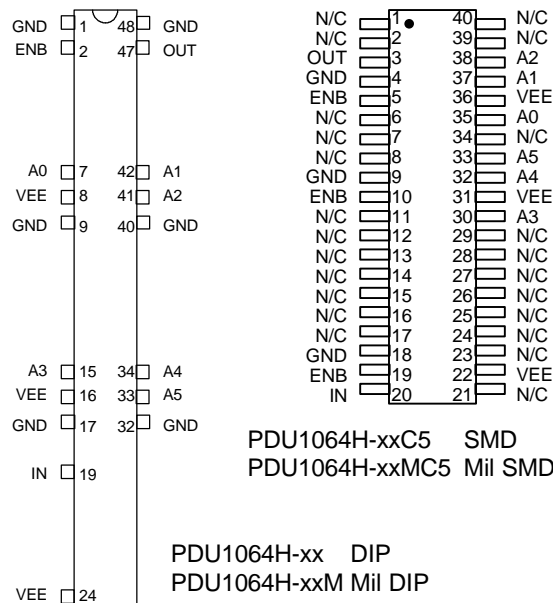 GND 1 48 GND
ENB 2 47 OUT
A0 7 42 A1
VEE 8 41 A2
GND 9 40 GND
A3 15 34 A4
VEE 16 33 A5
GND 17 32 GND
IN 19
VEE 24
N/C 1 40 N/C
N/C 2 39 N/C
OUT 3 38 A2
GND 4 37 A1
ENB 5 36 VEE
N/C 6 35 A0
N/C 7 34 N/C
N/C 8 33 A5
GND 9 32 A4
ENB 10 31 VEE
N/C 11 30 A3
N/C 12 29 N/C
N/C 13 28 N/C
N/C 14 27 N/C
N/C 15 26 N/C
N/C 16 25 N/C
N/C 17 24 N/C
GND 18 23 N/C
ENB 19 22 VEE
IN 20 21 N/C
PDU1064H-xxC5 SMD
PDU1064H-xxMC5 Mil SMD
PDU1064H-xx DIP
PDU1064H-xxM Mil DIP